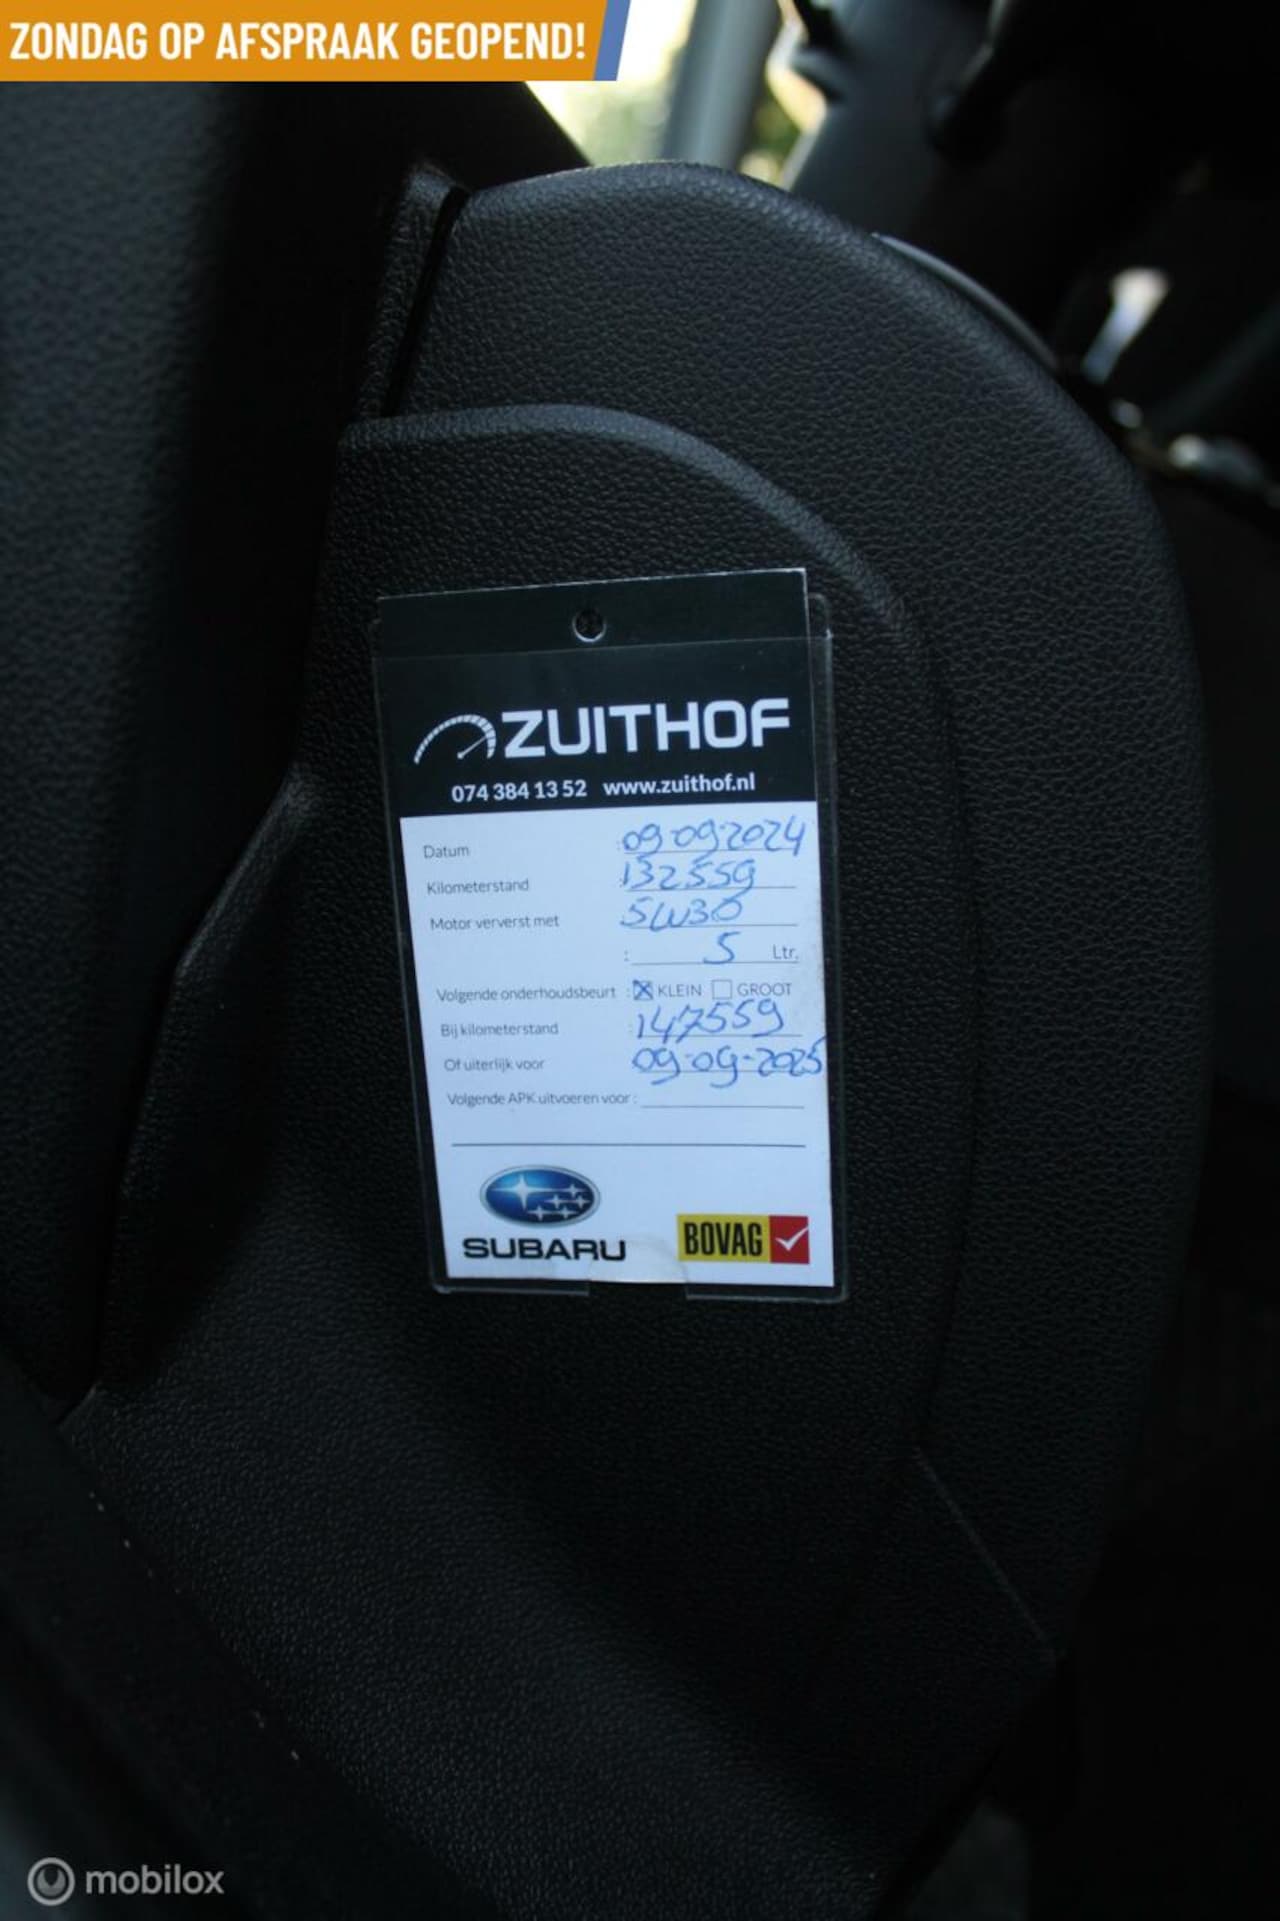 ZONDAG OP AFSPRAAK GEOPEND!
ZUITHOF
074 384 13 52 www.zuithof.nl
Datum : 09-09-2024
Kilometerstand : 132559
Motor ververst met 5W30
: 5 Ltr.
Volgende onderhoudsbeurt : ☒ KLEIN ☐ GROOT
Bij kilometerstand : 147559
Of uiterlijk voor : 09-09-2025
Volgende APK uitvoeren voor :
SUBARU
BOVAG
mobilox